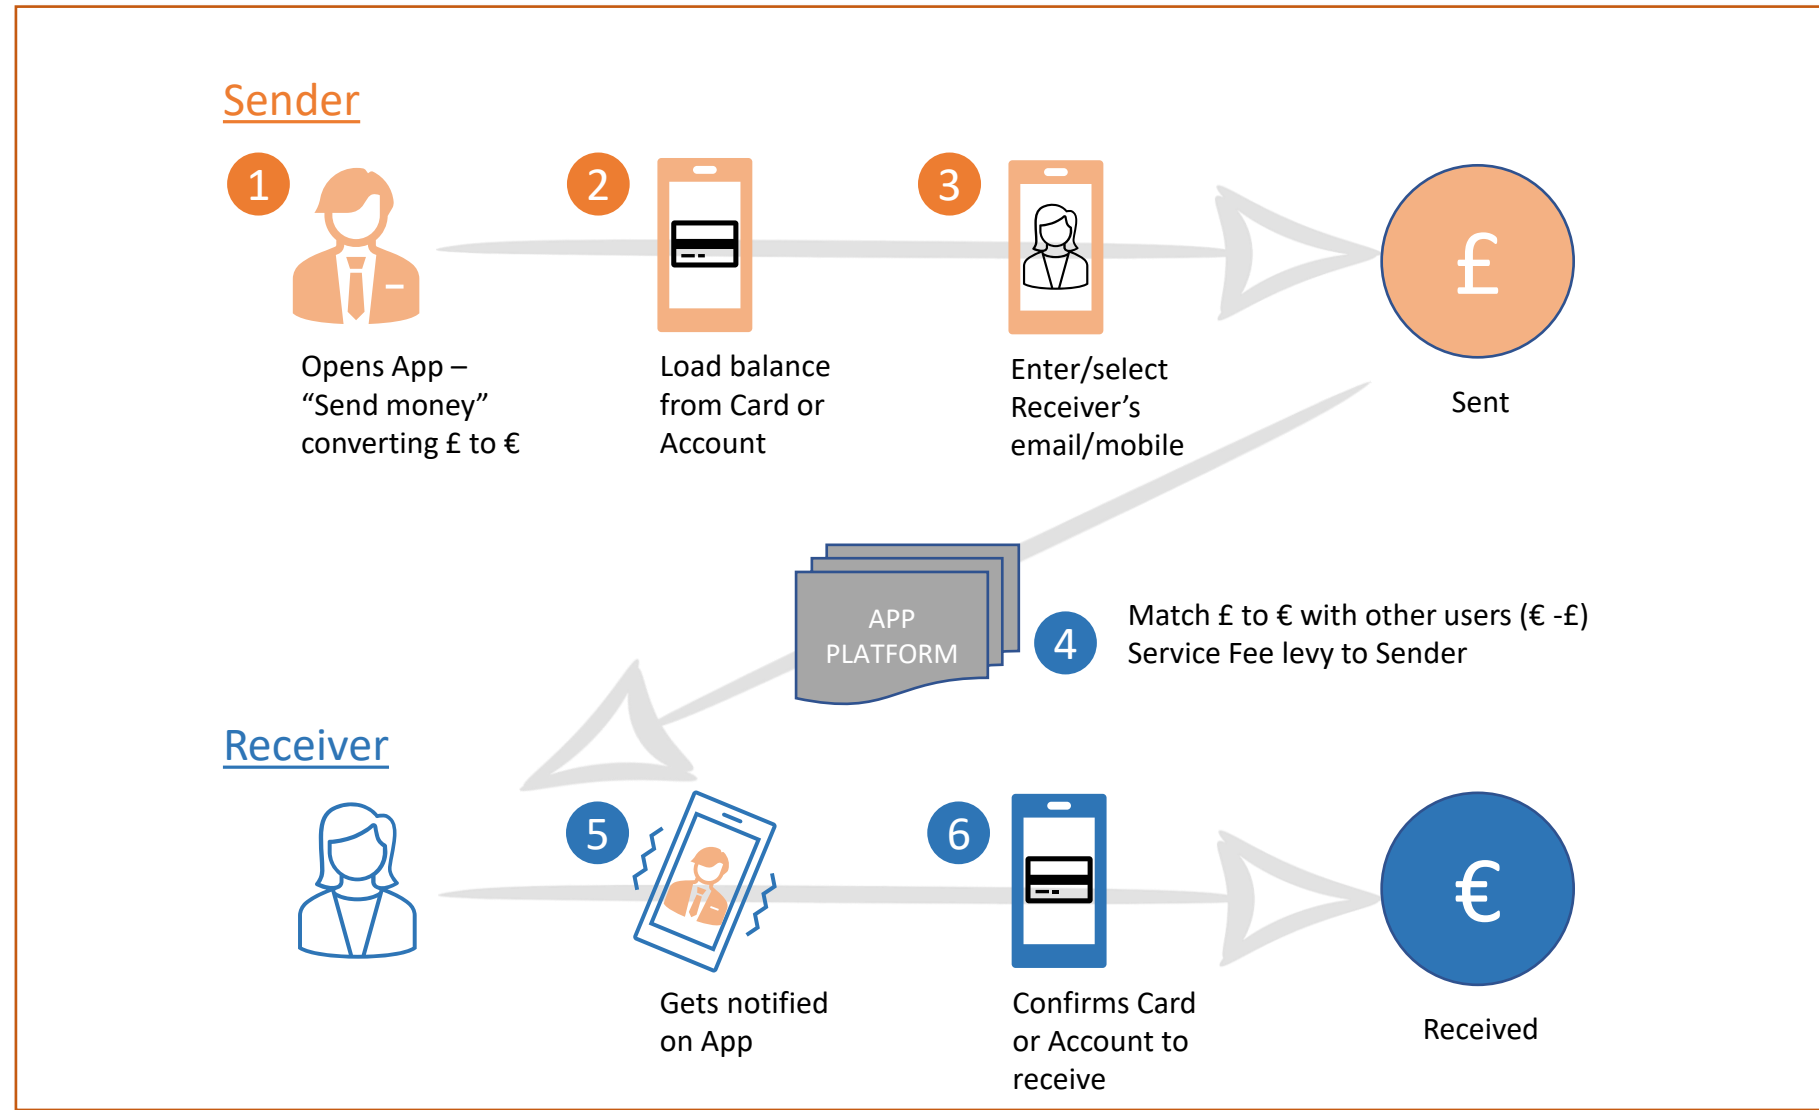 Sender
1
2
3
£
Opens App –
“Send money”
converting £ to €
Load balance
from Card or
Account
Enter/select
Receiver’s
email/mobile
Sent
APP
PLATFORM
4
Match £ to € with other users (€ -£)
Service Fee levy to Sender
Receiver
5
6
€
Gets notified
on App
Confirms Card
or Account to
receive
Received